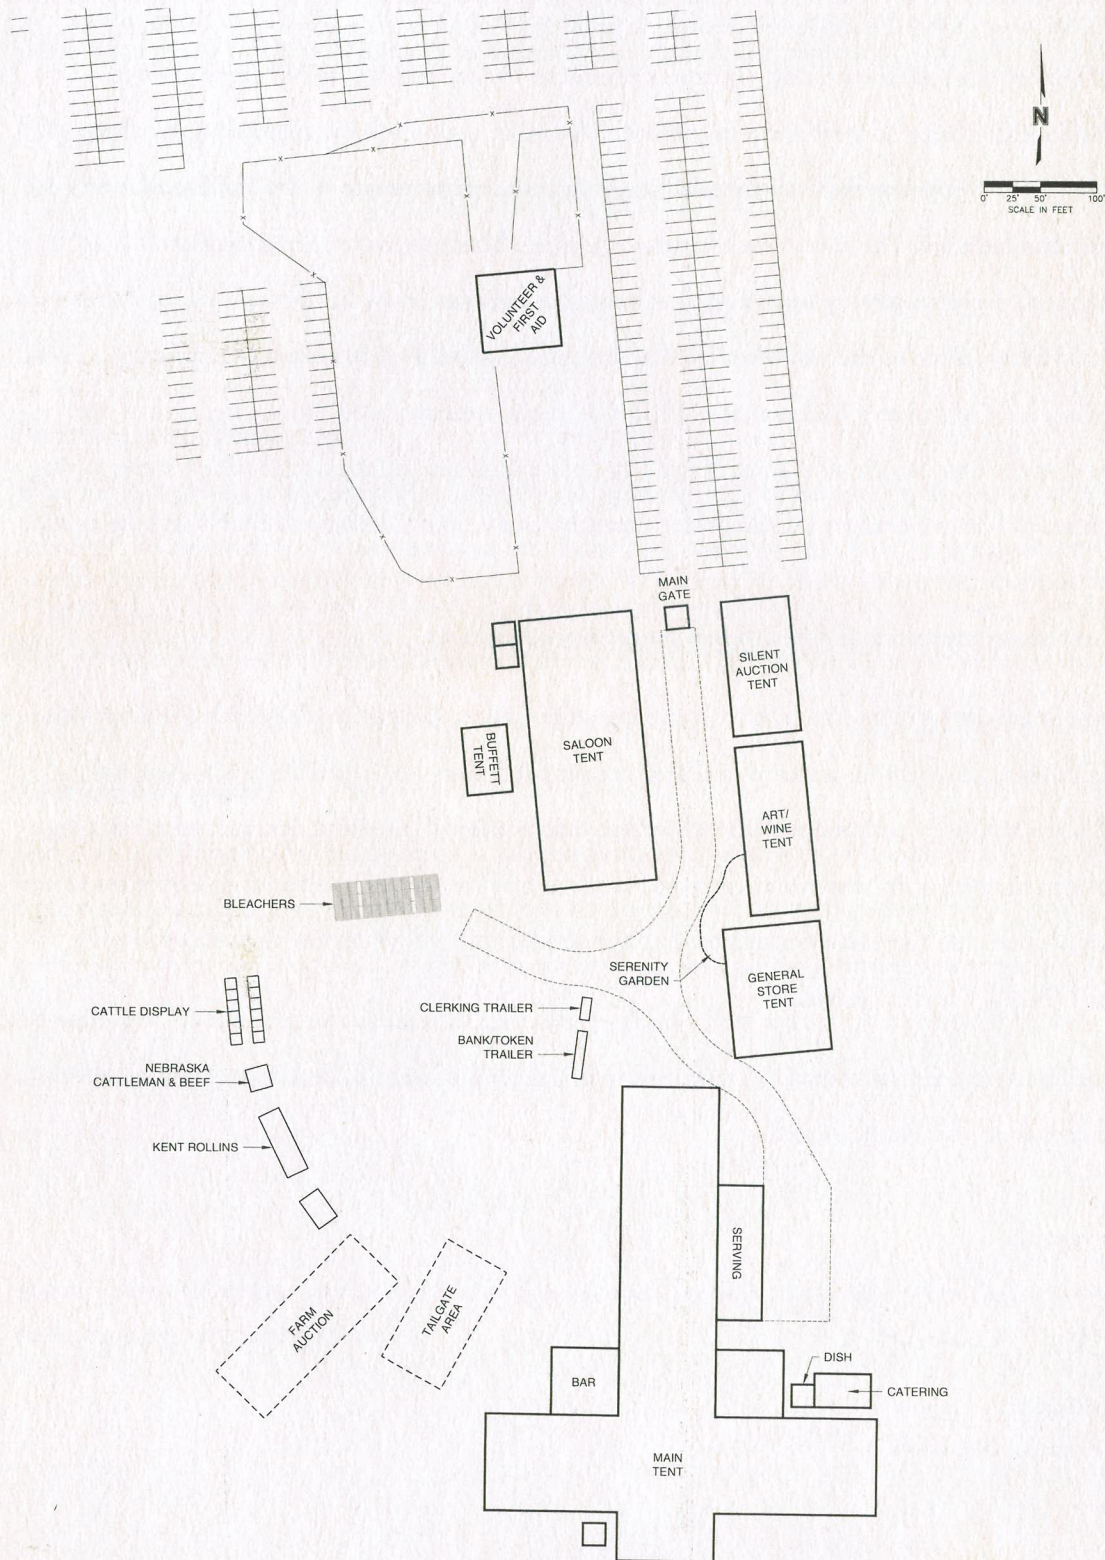 N
0' 25' 50' 100'
SCALE IN FEET
VOLUNTEER &
FIRST
AID
MAIN
GATE
SILENT
AUCTION
TENT
SALOON
TENT
BUFFETT
TENT
ART/
WINE
TENT
BLEACHERS
SERENITY
GARDEN
GENERAL
STORE
TENT
CATTLE DISPLAY
CLERKING TRAILER
BANK/TOKEN
TRAILER
NEBRASKA
CATTLEMAN & BEEF
KENT ROLLINS
SERVING
FARM
AUCTION
TAILGATE
AREA
BAR
DISH
CATERING
MAIN
TENT